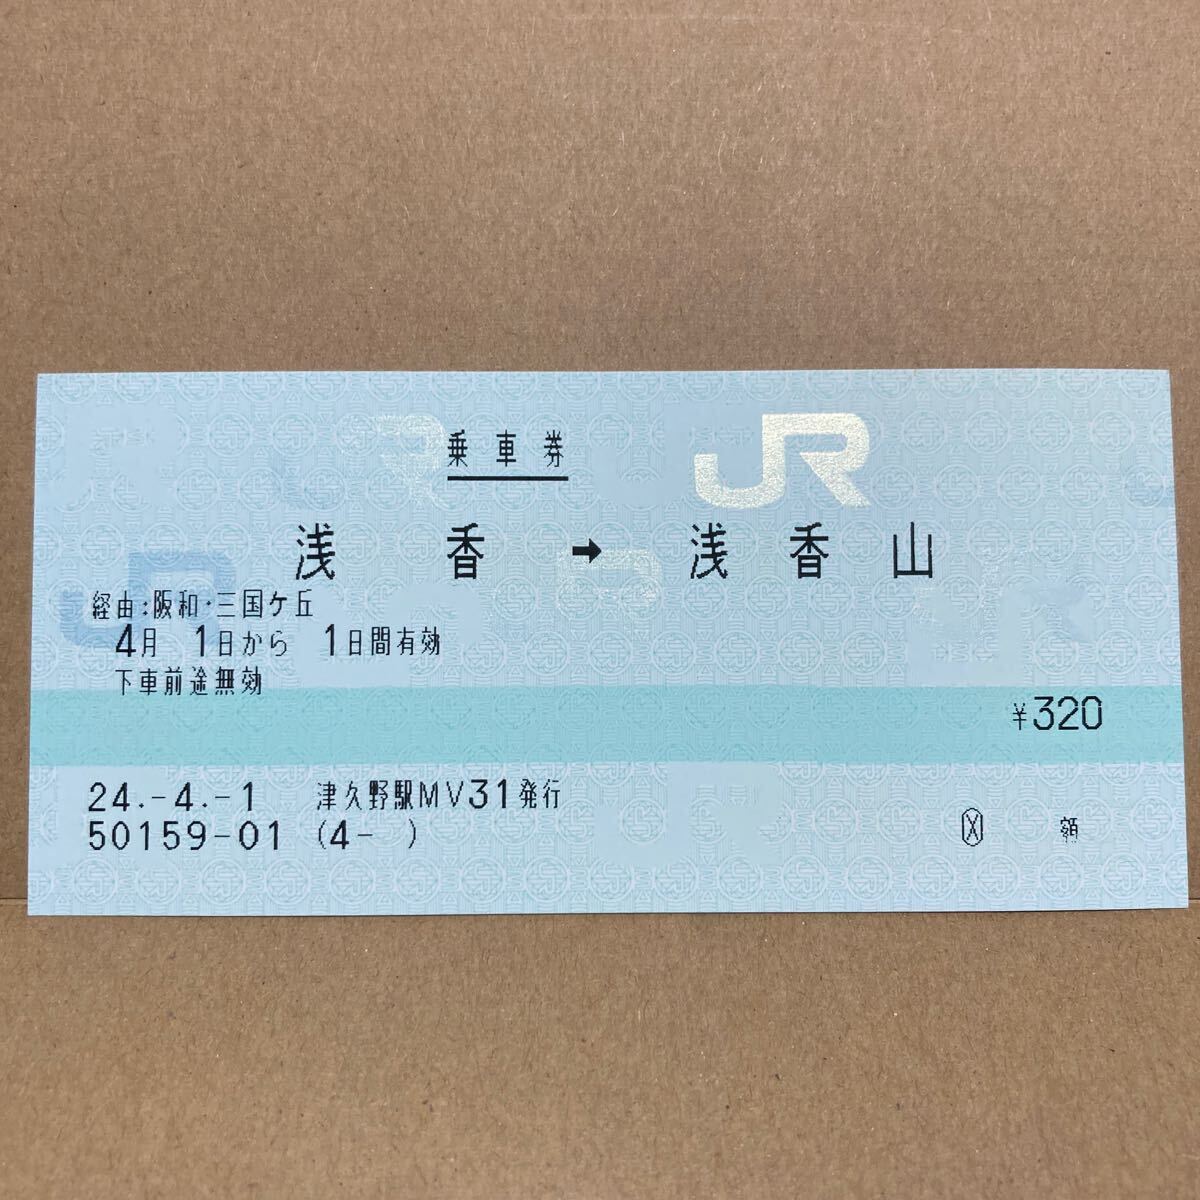 JR
乗車券
浅香 → 浅香山
経由:阪和・三国ケ丘
4月 1日から 1日間有効
下車前途無効
¥320
24.-4.-1 津久野駅MV31発行
50159-01 (4- ) Ⓧ 額